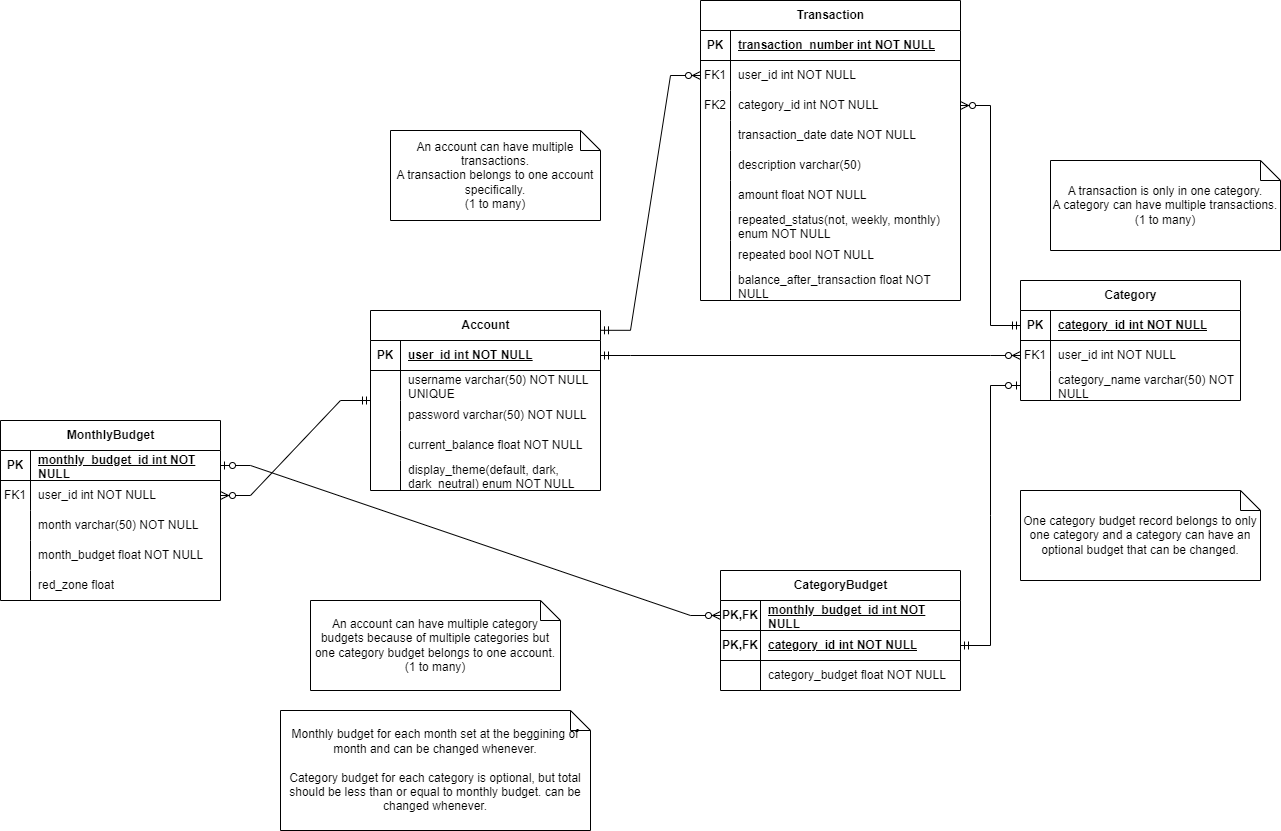 Transaction
PK transaction_number int NOT NULL
FK1 user_id int NOT NULL
FK2 category_id int NOT NULL
transaction_date date NOT NULL
description varchar(50)
amount float NOT NULL
repeated_status(not, weekly, monthly)
enum NOT NULL
repeated bool NOT NULL
balance_after_transaction float NOT
NULL
An account can have multiple
transactions.
A transaction belongs to one account
specifically.
(1 to many)
A transaction is only in one category.
A category can have multiple transactions.
(1 to many)
Category
PK category_id int NOT NULL
FK1 user_id int NOT NULL
category_name varchar(50) NOT
NULL
Account
PK user_id int NOT NULL
username varchar(50) NOT NULL
UNIQUE
password varchar(50) NOT NULL
current_balance float NOT NULL
display_theme(default, dark,
dark_neutral) enum NOT NULL
MonthlyBudget
PK monthly_budget_id int NOT
NULL
FK1 user_id int NOT NULL
month varchar(50) NOT NULL
month_budget float NOT NULL
red_zone float
One category budget record belongs to only
one category and a category can have an
optional budget that can be changed.
CategoryBudget
PK,FK monthly_budget_id int NOT
NULL
PK,FK category_id int NOT NULL
category_budget float NOT NULL
An account can have multiple category
budgets because of multiple categories but
one category budget belongs to one account.
(1 to many)
Monthly budget for each month set at the beggining of
month and can be changed whenever.
Category budget for each category is optional, but total
should be less than or equal to monthly budget. can be
changed whenever.